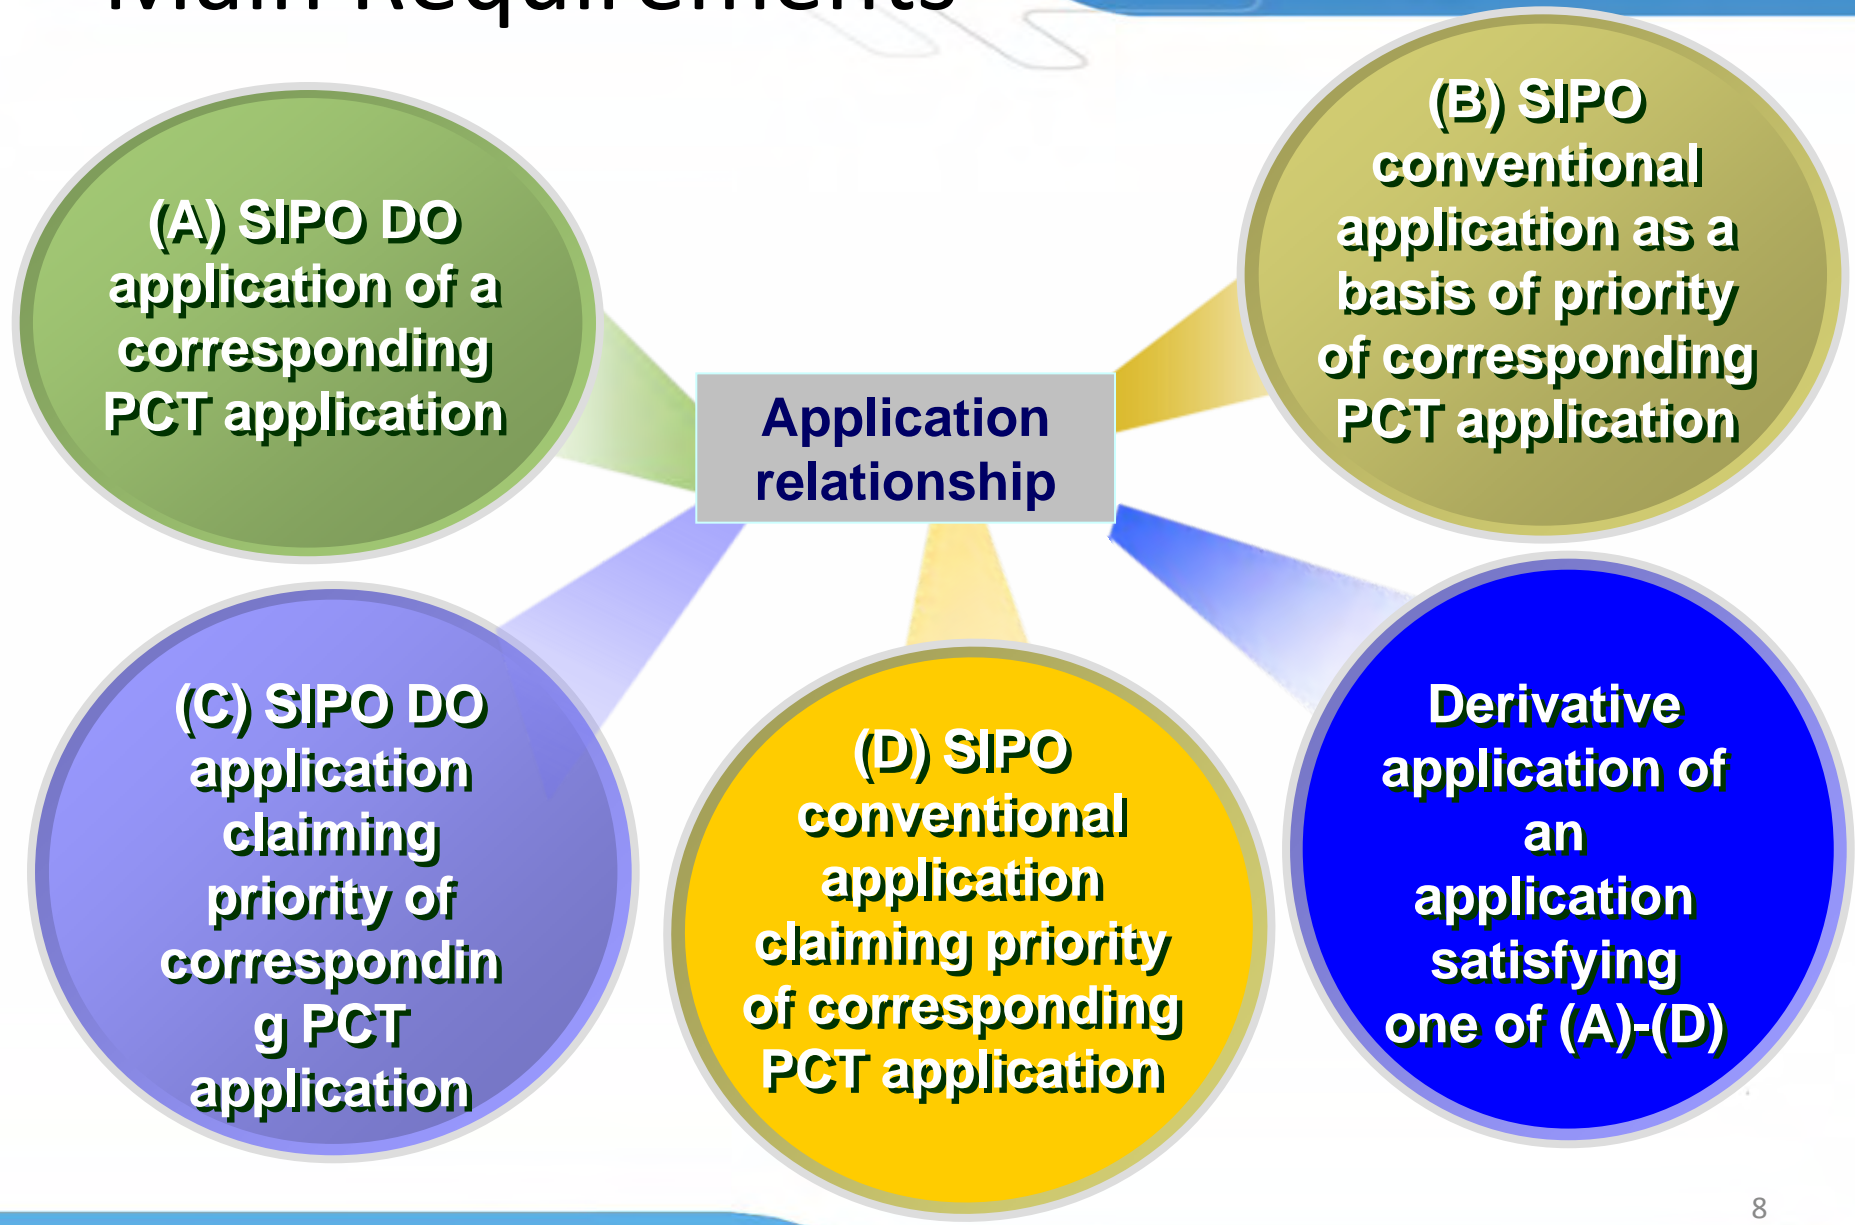 Main Requirements
(A) SIPO DO
application of a
corresponding
PCT application
(B) SIPO
conventional
application as a
basis of priority
of corresponding
PCT application
Application
relationship
(C) SIPO DO
application
claiming
priority of
correspondin
g PCT
application
(D) SIPO
conventional
application
claiming priority
of corresponding
PCT application
Derivative
application of
an
application
satisfying
one of (A)-(D)
8